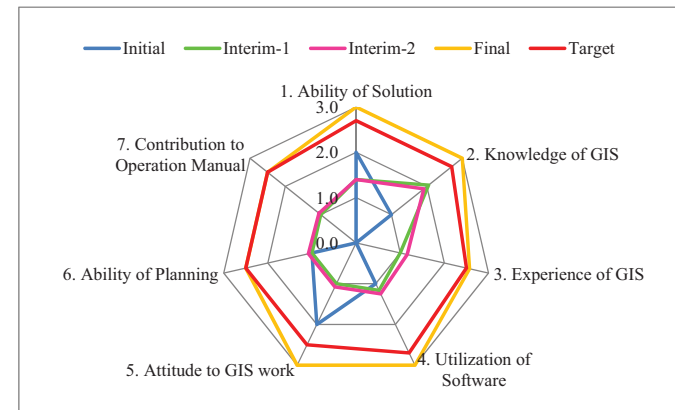 Initial Interim-1 Interim-2 Final Target
1. Ability of Solution
3.0
2.0
1.0
0.0
2. Knowledge of GIS
3. Experience of GIS
4. Utilization of
Software
5. Attitude to GIS work
6. Ability of Planning
7. Contribution to
Operation Manual